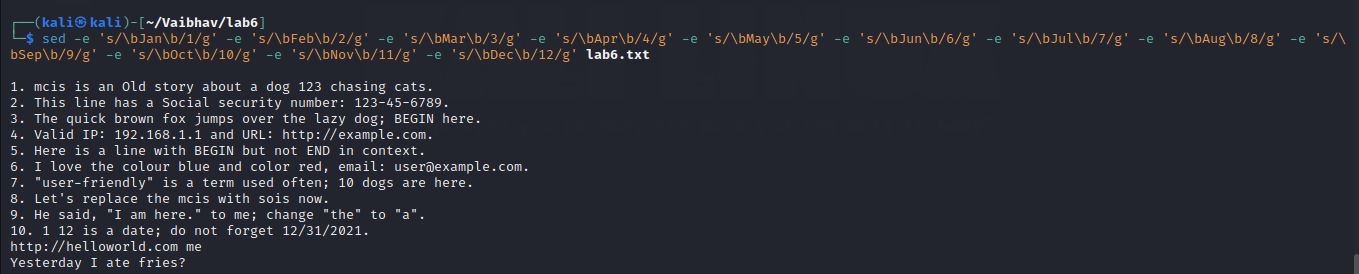 ┌──(kali㉿kali)-[~/Vaibhav/lab6]
└─$ sed -e 's/\bJan\b/1/g' -e 's/\bFeb\b/2/g' -e 's/\bMar\b/3/g' -e 's/\bApr\b/4/g' -e 's/\bMay\b/5/g' -e 's/\bJun\b/6/g' -e 's/\bJul\b/7/g' -e 's/\bAug\b/8/g' -e 's/\
bSep\b/9/g' -e 's/\bOct\b/10/g' -e 's/\bNov\b/11/g' -e 's/\bDec\b/12/g' lab6.txt
1. mcis is an Old story about a dog 123 chasing cats.
2. This line has a Social security number: 123-45-6789.
3. The quick brown fox jumps over the lazy dog; BEGIN here.
4. Valid IP: 192.168.1.1 and URL: http://example.com.
5. Here is a line with BEGIN but not END in context.
6. I love the colour blue and color red, email: user@example.com.
7. "user-friendly" is a term used often; 10 dogs are here.
8. Let's replace the mcis with sois now.
9. He said, "I am here." to me; change "the" to "a".
10. 1 12 is a date; do not forget 12/31/2021.
http://helloworld.com me
Yesterday I ate fries?